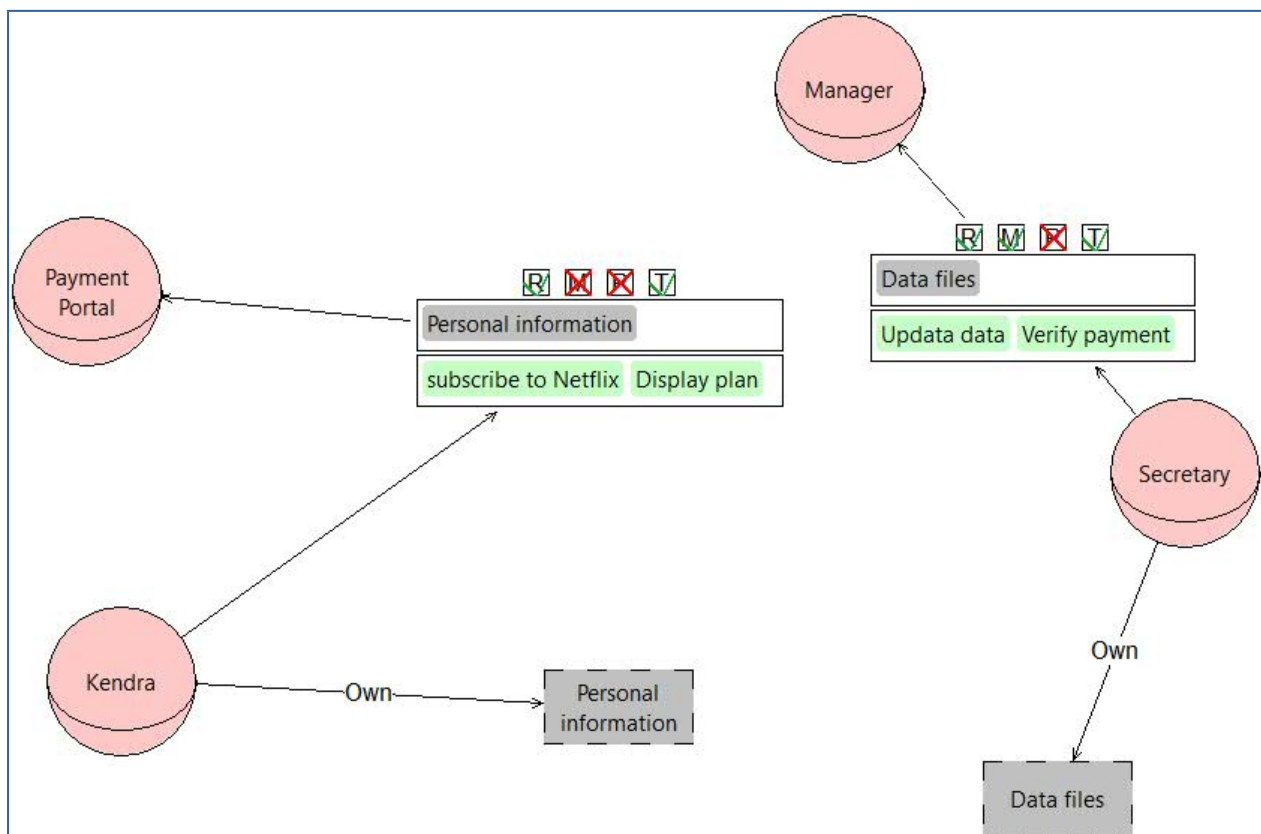 Manager
R M P T
Data files
Updata data Verify payment
Payment
Portal
R M P T
Personal information
subscribe to Netflix Display plan
Secretary
Kendra
Own
Personal
information
Own
Data files